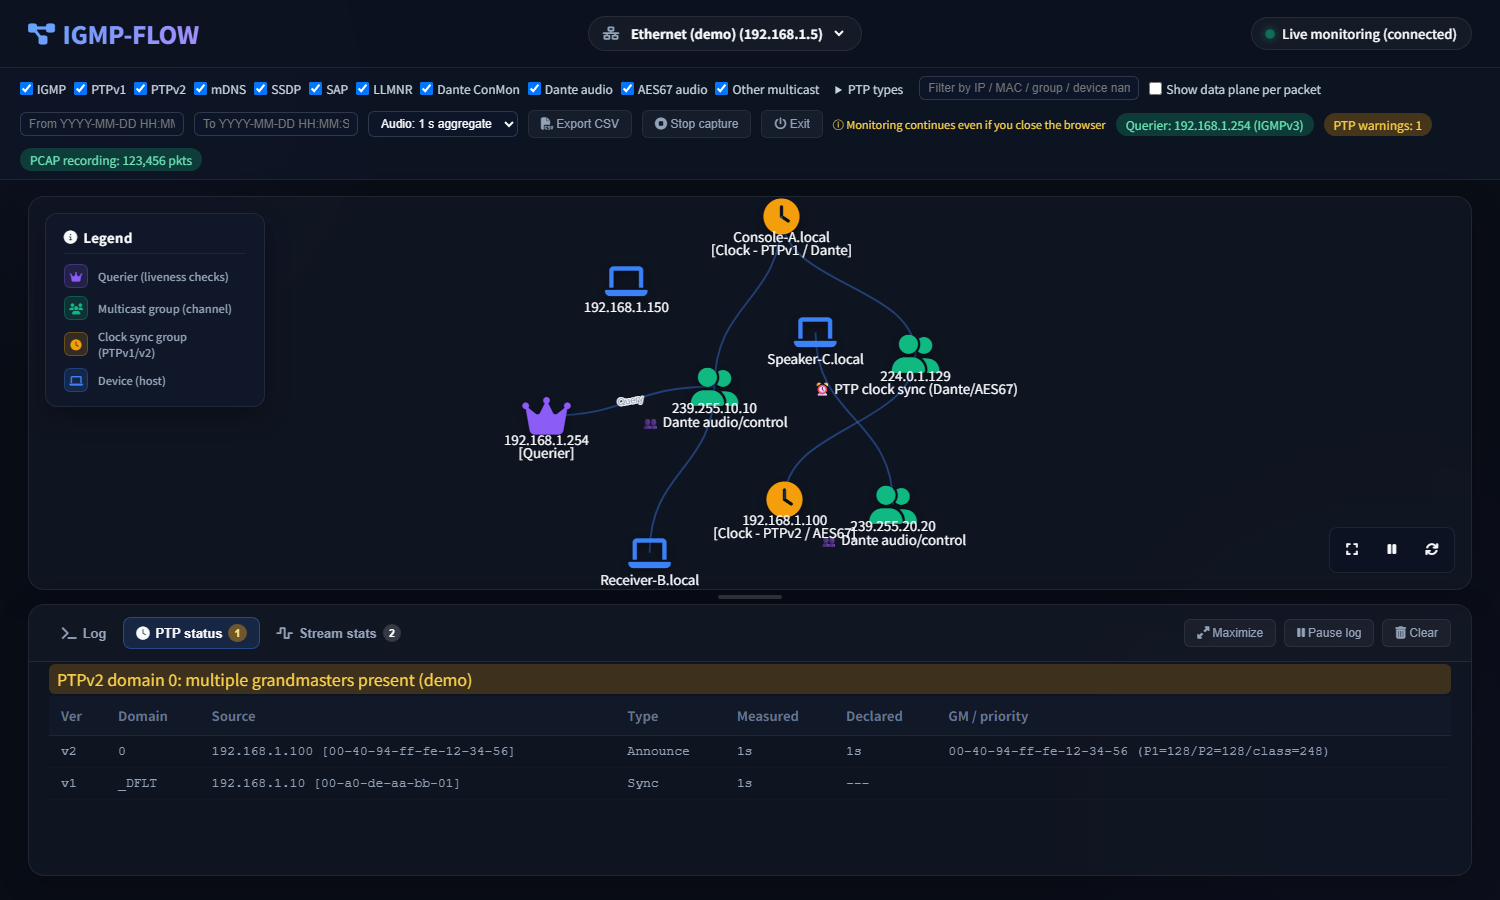 IGMP-FLOW
Ethernet (demo) (192.168.1.5)
Live monitoring (connected)
IGMP PTPv1 PTPv2 mDNS SSDP SAP LLMNR Dante ConMon Dante audio AES67 audio Other multicast ▶ PTP types Filter by IP / MAC / group / device nan Show data plane per packet
From YYYY-MM-DD HH:MM To YYYY-MM-DD HH:MM:S Audio: 1 s aggregate Export CSV Stop capture Exit ⓘ Monitoring continues even if you close the browser Querier: 192.168.1.254 (IGMPv3) PTP warnings: 1
PCAP recording: 123,456 pkts
Legend
Querier (liveness checks)
Multicast group (channel)
Clock sync group
(PTPv1/v2)
Device (host)
Console-A.local
[Clock - PTPv1 / Dante]
192.168.1.150
Speaker-C.local
224.0.1.129
⏰ PTP clock sync (Dante/AES67)
Query
239.255.10.10
👥 Dante audio/control
192.168.1.254
[Querier]
192.168.1.100
[Clock - PTPv2 / AES67]
239.255.20.20
👥 Dante audio/control
Receiver-B.local
Log PTP status 1 Stream stats 2 Maximize Pause log Clear
PTPv2 domain 0: multiple grandmasters present (demo)
Ver Domain Source Type Measured Declared GM / priority
v2 0 192.168.1.100 [00-40-94-ff-fe-12-34-56] Announce 1s 1s 00-40-94-ff-fe-12-34-56 (P1=128/P2=128/class=248)
v1 _DFLT 192.168.1.10 [00-a0-de-aa-bb-01] Sync 1s ---